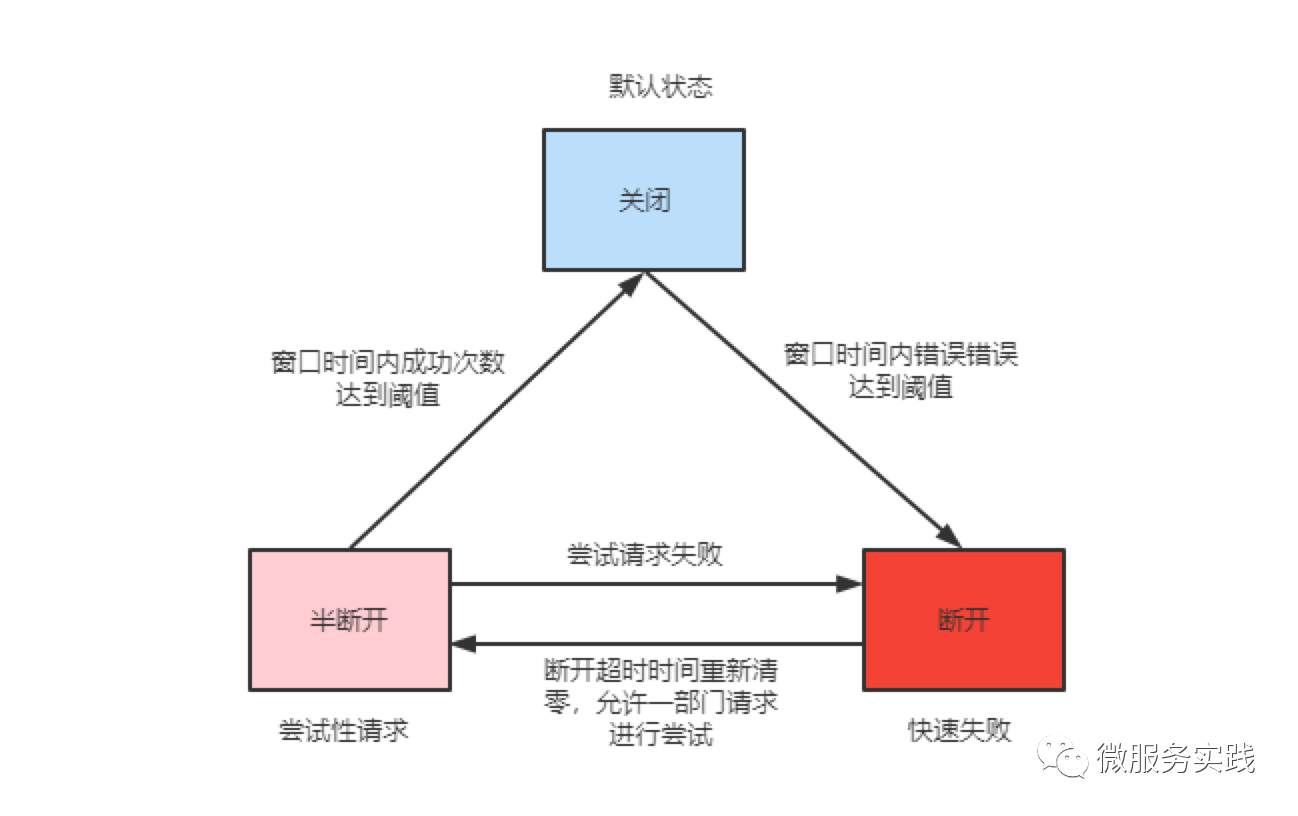 默认状态
关闭
窗口时间内成功次数
达到阈值
窗口时间内错误错误
达到阈值
尝试请求失败
半断开
断开
断开超时时间重新清
零，允许一部门请求
进行尝试
尝试性请求
快速失败
微服务实践